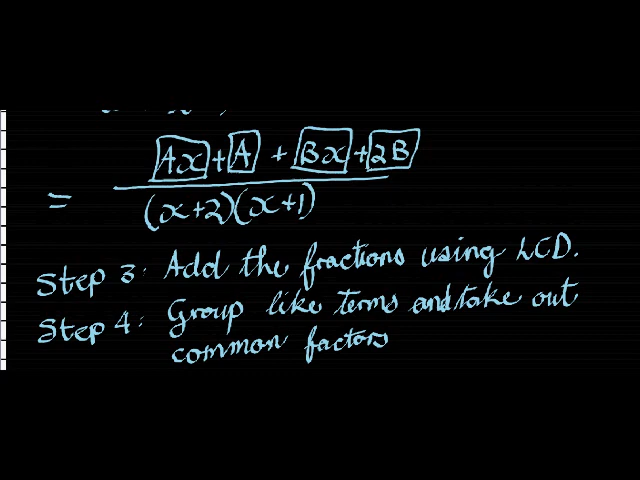 Ax + A + Bx + 2B
= (x+2)(x+1)
Step 3: Add the fractions using LCD.
Step 4: Group like terms and take out
common factors